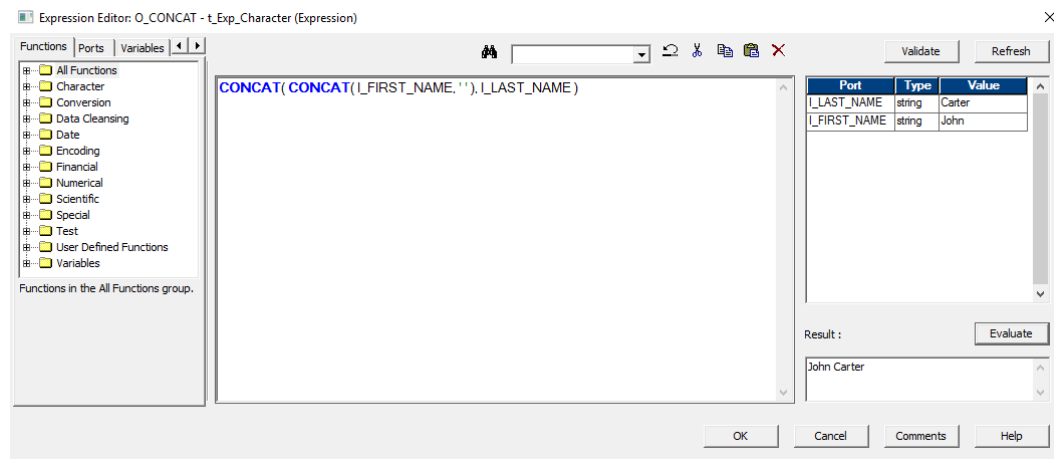 Expression Editor: O_CONCAT - t_Exp_Character (Expression)
Functions Ports Variables
Validate Refresh
All Functions
Character
Conversion
Data Cleansing
Date
Encoding
Financial
Numerical
Scientific
Special
Test
User Defined Functions
Variables
Functions in the All Functions group.
CONCAT( CONCAT( I_FIRST_NAME, ' ' ), I_LAST_NAME )
Port Type Value
I_LAST_NAME string Carter
I_FIRST_NAME string John
Result : Evaluate
John Carter
OK Cancel Comments Help